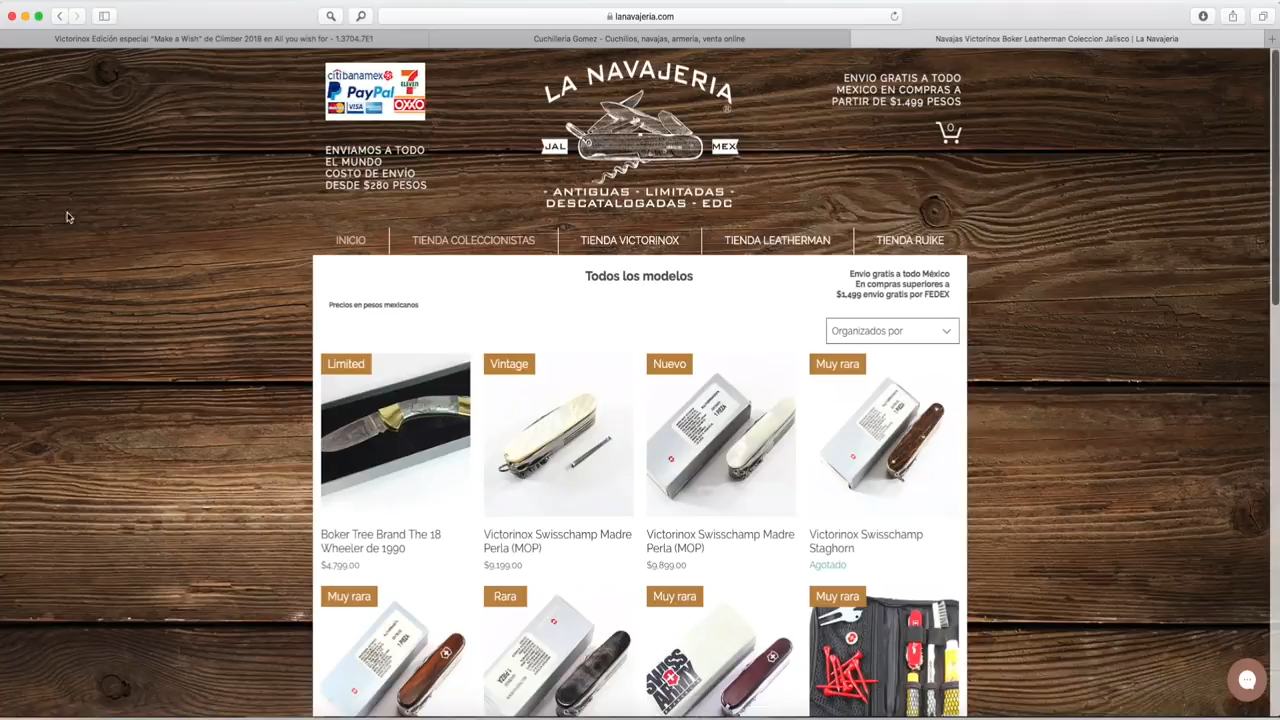 lanavajeria.com
Victorinox Edición especial "Make a Wish" de Climber 2018 en All you wish for - 1.3704.7E1
Cuchillería Gomez - Cuchillos, navajas, armería, venta online
Navajas Victorinox Boker Leatherman Coleccion Jalisco | La Navajeria
citibanamex
7
ELEVEN
PayPal
VISA
OXXO
ENVIAMOS A TODO
EL MUNDO
COSTO DE ENVÍO
DESDE $280 PESOS
LA NAVAJERIA
JAL
MEX
- ANTIGUAS - LIMITADAS -
DESCATALOGADAS - EDC
ENVIO GRATIS A TODO
MEXICO EN COMPRAS A
PARTIR DE $1,499 PESOS
0
INICIO
TIENDA COLECCIONISTAS
TIENDA VICTORINOX
TIENDA LEATHERMAN
TIENDA RUIKE
Todos los modelos
Envio gratis a todo México
En compras superiores a
$1,499 envio gratis por FEDEX
Precios en pesos mexicanos
Organizados por
Limited
Vintage
Nuevo
Muy rara
Boker Tree Brand The 18
Wheeler de 1990
$4,799.00
Victorinox Swisschamp Madre
Perla (MOP)
$9,199.00
Victorinox Swisschamp Madre
Perla (MOP)
$9,899.00
Victorinox Swisschamp
Staghorn
Agotado
Muy rara
Rara
Muy rara
Muy rara
SWISS
ARMY